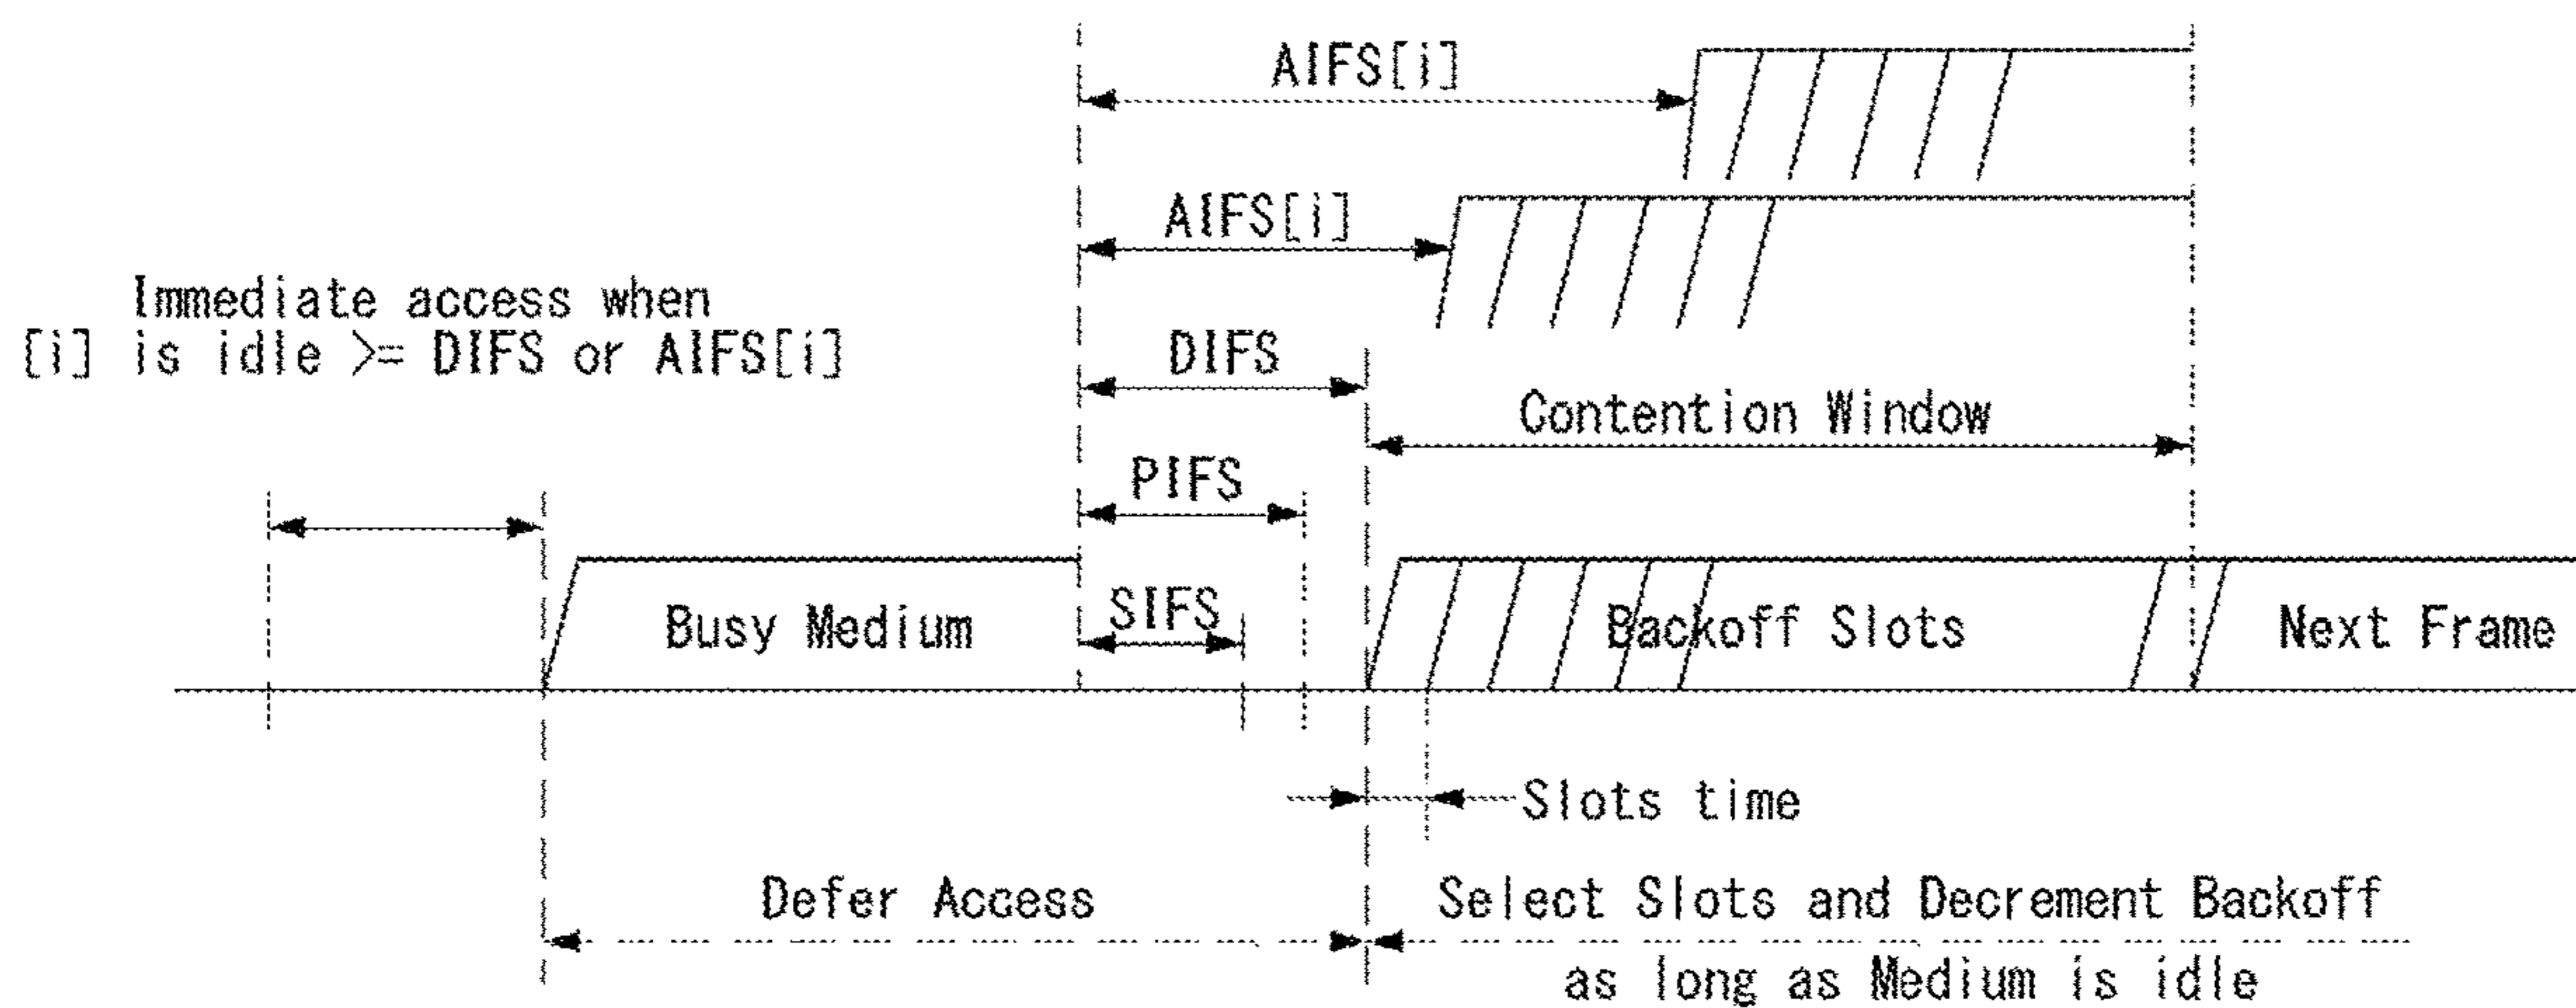 AIFS[i]
AIFS[i]
Immediate access when
[i] is idle >= DIFS or AIFS[i]
DIFS
Contention Window
PIFS
SIFS
Busy Medium
Backoff Slots
Next Frame
Slots time
Defer Access
Select Slots and Decrement Backoff
as long as Medium is idle